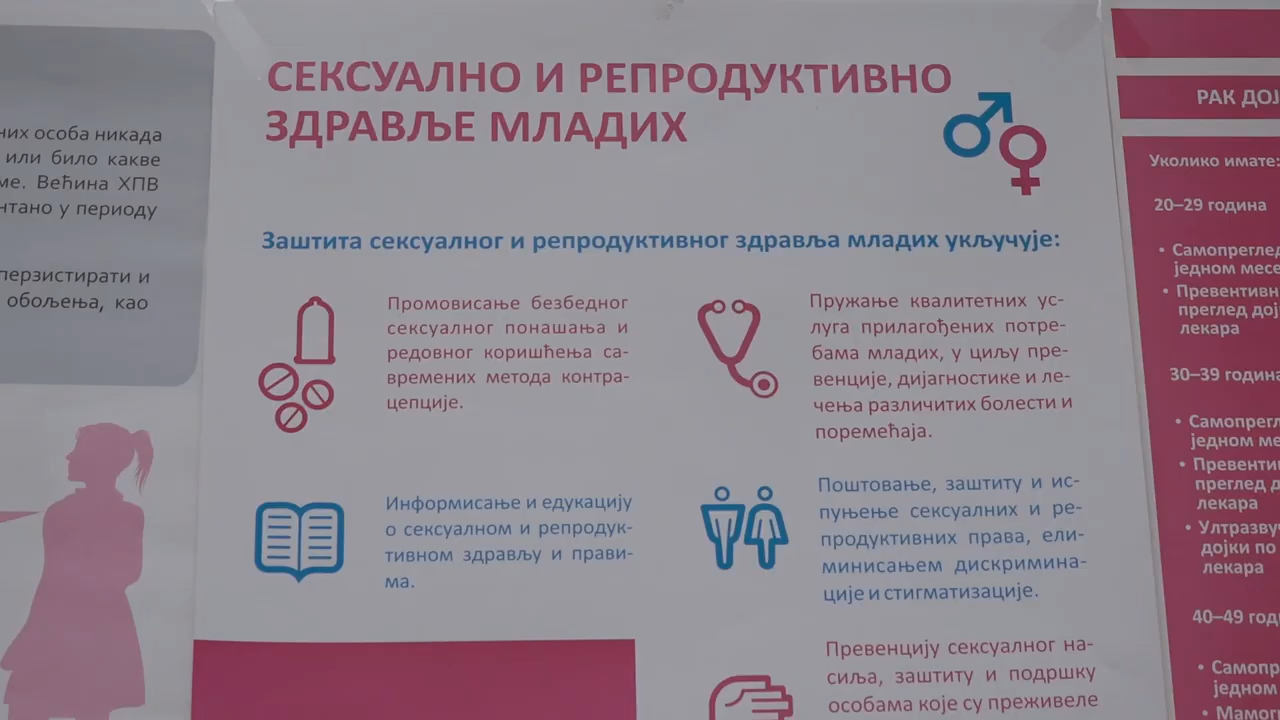 них особа никада
или било какве
ме. Већина ХПВ
нтано у периоду
перзистирати и
обољења, као
СЕКСУАЛНО И РЕПРОДУКТИВНО
ЗДРАВЉЕ МЛАДИХ
Заштита сексуалног и репродуктивног здравља младих укључује:
Промовисање безбедног
сексуалног понашања и
редовног коришћења са-
времених метода контра-
цепције.
Пружање квалитетних ус-
луга прилагођених потре-
бама младих, у циљу пре-
венције, дијагностике и ле-
чења различитих болести и
поремећаја.
Информисање и едукацију
о сексуалном и репродук-
тивном здрављу и прави-
ма.
Поштовање, заштиту и ис-
пуњење сексуалних и ре-
продуктивних права, ели-
минисањем дискримина-
ције и стигматизације.
Превенцију сексуалног на-
сиља, заштиту и подршку
особама које су преживеле
РАК ДОЈ
Уколико имате:
20–29 година
• Самопреглед
једном месе
• Превентивн
преглед дој
лекара
30–39 година
• Самопрегл
једном ме
• Превенти
преглед д
лекара
• Ултразву
дојки по
лекара
40–49 год
• Самопр
једном
• Мамог